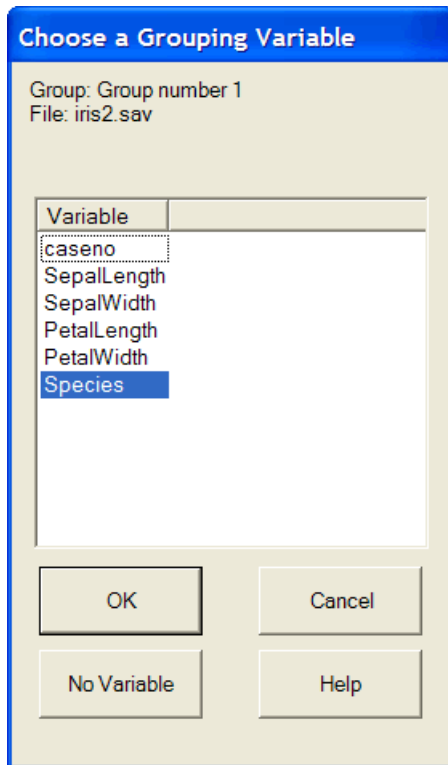 Choose a Grouping Variable
Group: Group number 1
File: iris2.sav
Variable
caseno
SepalLength
SepalWidth
PetalLength
PetalWidth
Species
OK Cancel
No Variable Help